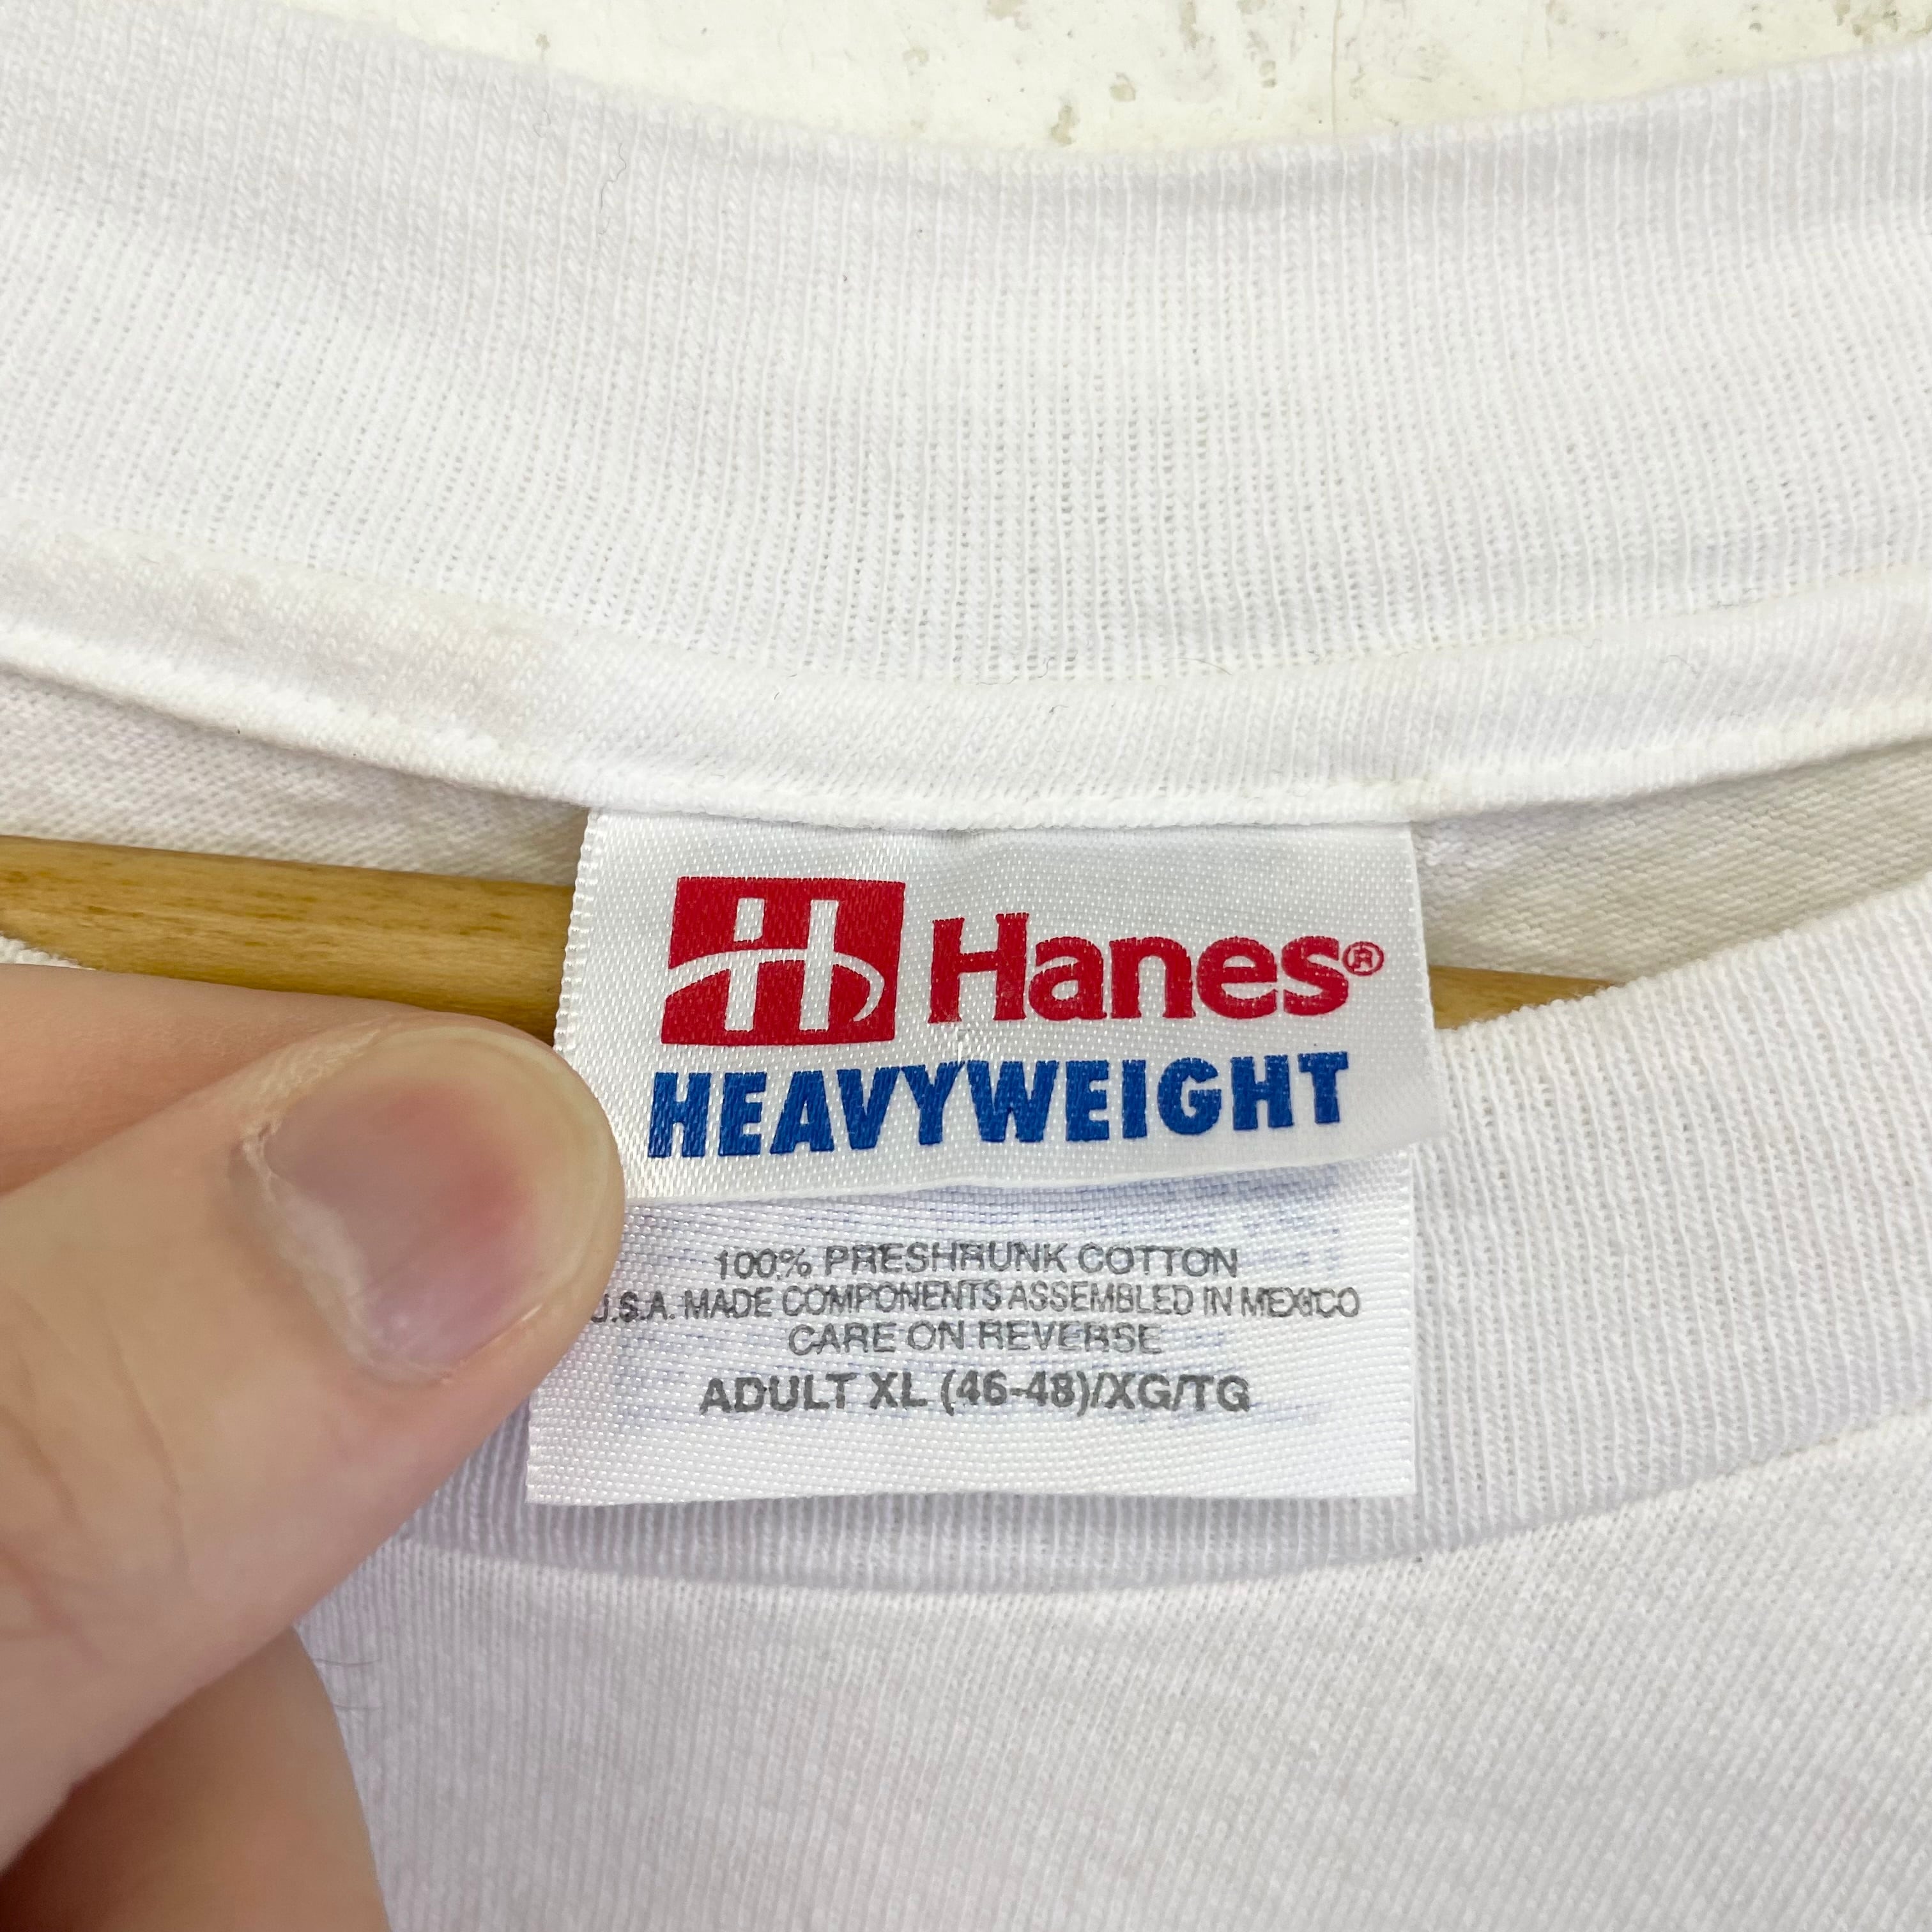 Hanes®
HEAVYWEIGHT
100% PRESHRUNK COTTON
U.S.A. MADE COMPONENTS ASSEMBLED IN MEXICO
CARE ON REVERSE
ADULT XL (46-48)/XG/TG